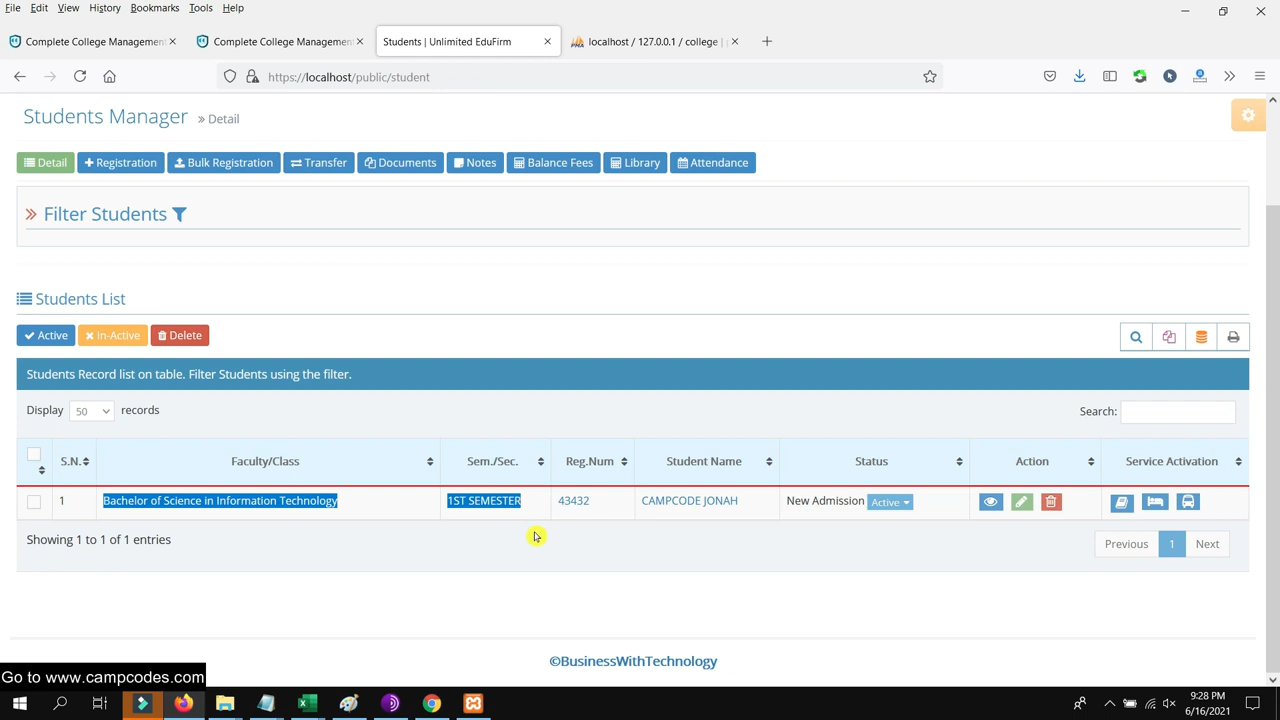 File Edit View History Bookmarks Tools Help
Complete College Management
Complete College Management
Students | Unlimited EduFirm
localhost / 127.0.0.1 / college |
https://localhost/public/student
Students Manager » Detail
Detail
Registration
Bulk Registration
Transfer
Documents
Notes
Balance Fees
Library
Attendance
Filter Students
Students List
Active
In-Active
Delete
Students Record list on table. Filter Students using the filter.
Display 50 records
Search:
S.N. Faculty/Class Sem./Sec. Reg.Num Student Name Status Action Service Activation
1 Bachelor of Science in Information Technology 1ST SEMESTER 43432 CAMPCODE JONAH New Admission Active
Showing 1 to 1 of 1 entries
Previous 1 Next
©BusinessWithTechnology
Go to www.campcodes.com
9:28 PM
6/16/2021